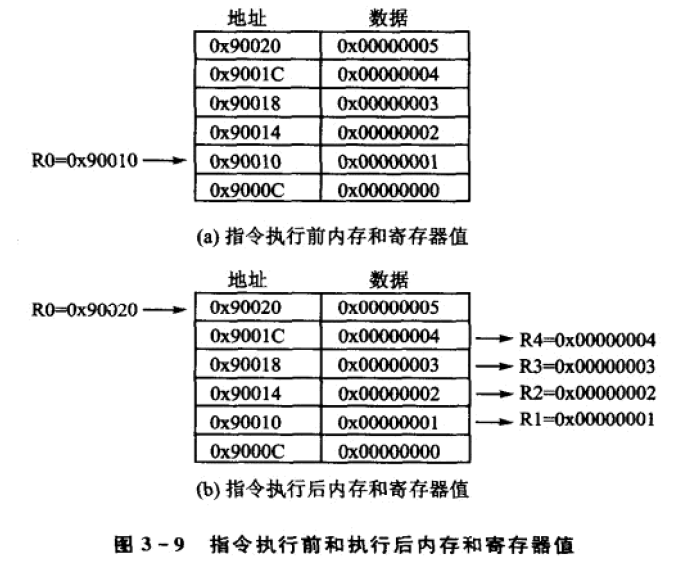 地址 数据
0x90020 0x00000005
0x9001C 0x00000004
0x90018 0x00000003
0x90014 0x00000002
R0=0x90010 0x90010 0x00000001
0x9000C 0x00000000
(a) 指令执行前内存和寄存器值
地址 数据
R0=0x90020 0x90020 0x00000005
0x9001C 0x00000004 R4=0x00000004
0x90018 0x00000003 R3=0x00000003
0x90014 0x00000002 R2=0x00000002
0x90010 0x00000001 R1=0x00000001
0x9000C 0x00000000
(b) 指令执行后内存和寄存器值
图 3-9 指令执行前和执行后内存和寄存器值